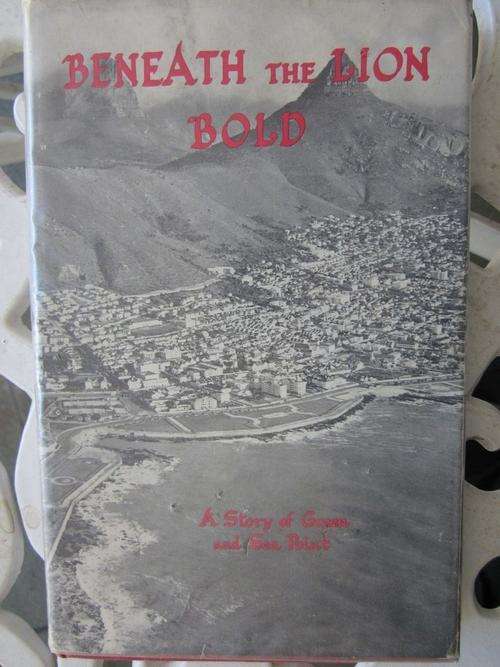 BENEATH THE LION
BOLD
A Story of Green
and Sea Point